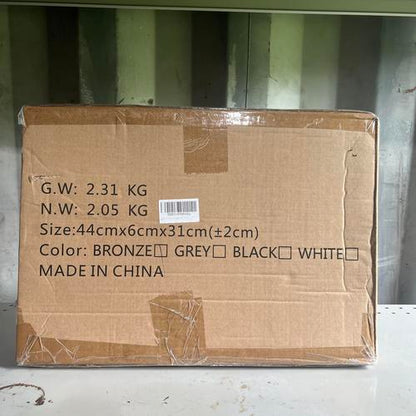 G.W: 2.31 KG
N.W: 2.05 KG
Size:44cmx6cmx31cm(±2cm)
Color: BRONZE☑ GREY☐ BLACK☐ WHITE☐
MADE IN CHINA